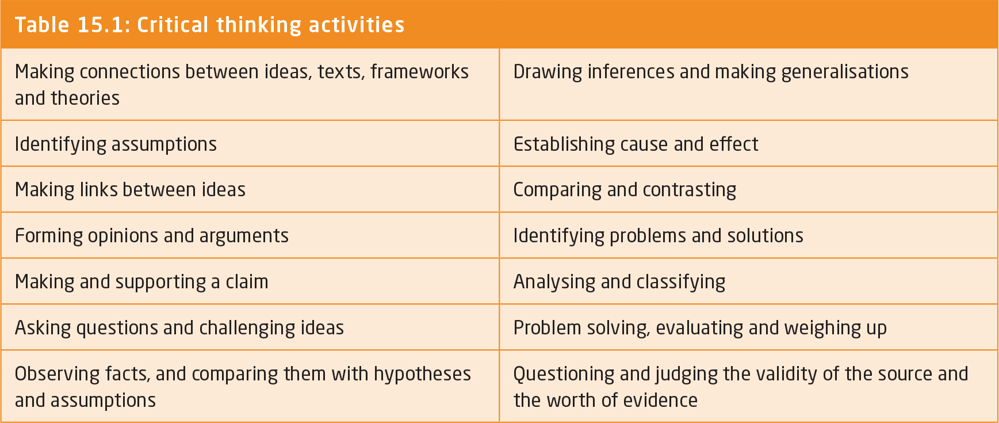 Table 15.1: Critical thinking activities
Making connections between ideas, texts, frameworks
and theories
Drawing inferences and making generalisations
Identifying assumptions
Establishing cause and effect
Making links between ideas
Comparing and contrasting
Forming opinions and arguments
Identifying problems and solutions
Making and supporting a claim
Analysing and classifying
Asking questions and challenging ideas
Problem solving, evaluating and weighing up
Observing facts, and comparing them with hypotheses
and assumptions
Questioning and judging the validity of the source and
the worth of evidence